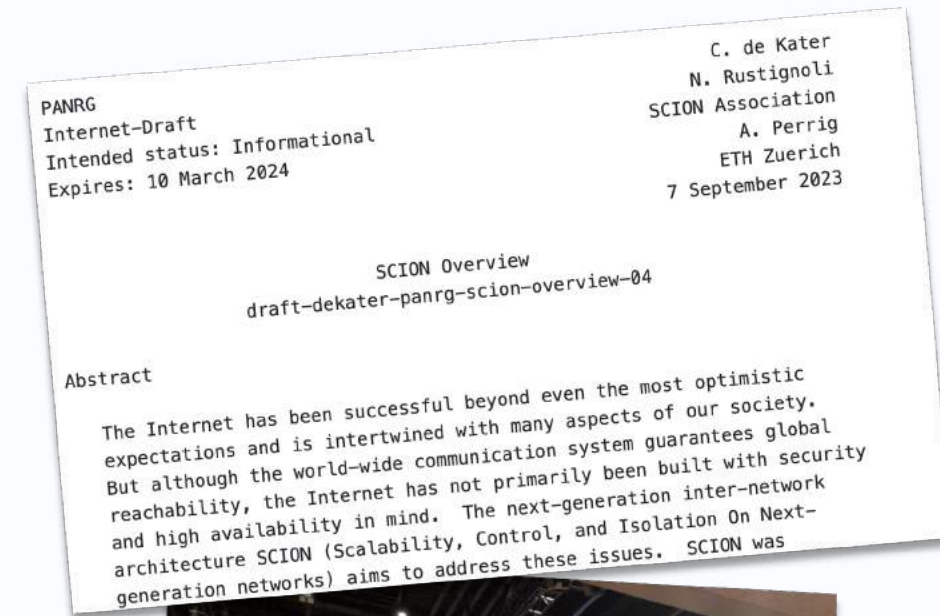 PANRG
Internet-Draft
Intended status: Informational
Expires: 10 March 2024
C. de Kater
N. Rustignoli
SCION Association
A. Perrig
ETH Zuerich
7 September 2023
SCION Overview
draft-dekater-panrg-scion-overview-04
Abstract
The Internet has been successful beyond even the most optimistic
expectations and is intertwined with many aspects of our society.
But although the world-wide communication system guarantees global
reachability, the Internet has not primarily been built with security
and high availability in mind. The next-generation inter-network
architecture SCION (Scalability, Control, and Isolation On Next-
generation networks) aims to address these issues. SCION was